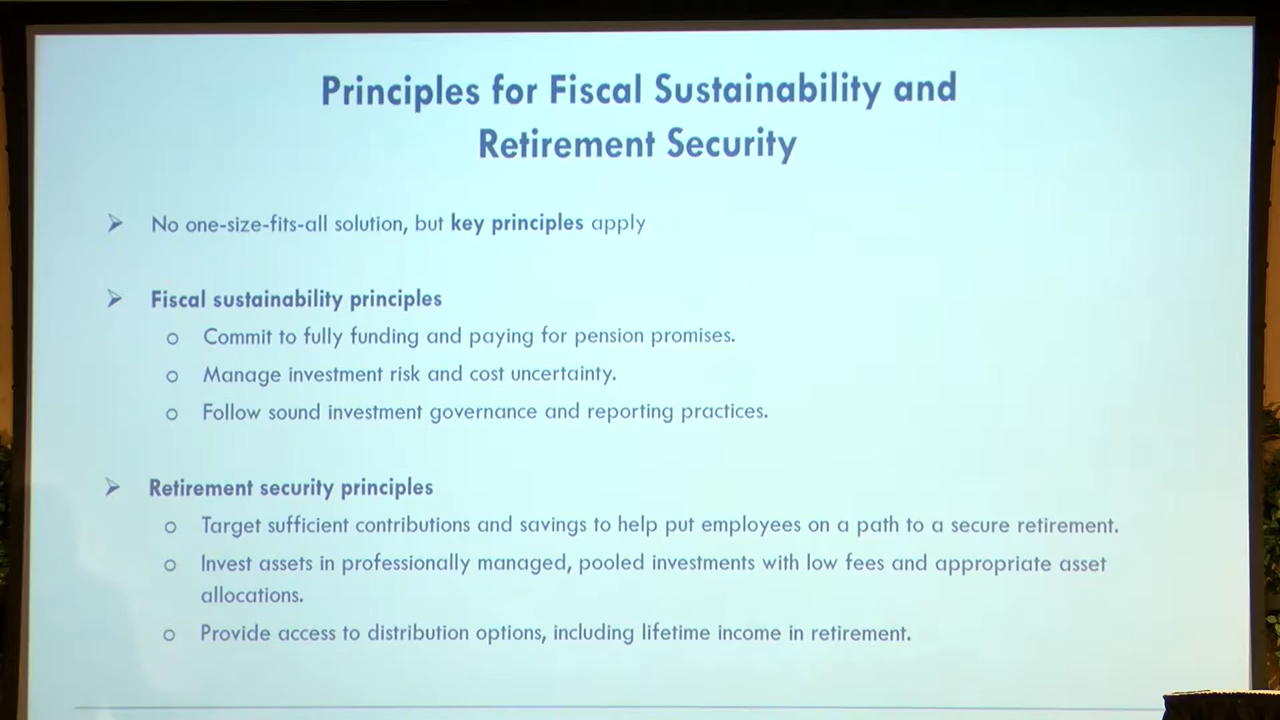 Principles for Fiscal Sustainability and
Retirement Security
No one-size-fits-all solution, but key principles apply
Fiscal sustainability principles
Commit to fully funding and paying for pension promises.
Manage investment risk and cost uncertainty.
Follow sound investment governance and reporting practices.
Retirement security principles
Target sufficient contributions and savings to help put employees on a path to a secure retirement.
Invest assets in professionally managed, pooled investments with low fees and appropriate asset
allocations.
Provide access to distribution options, including lifetime income in retirement.